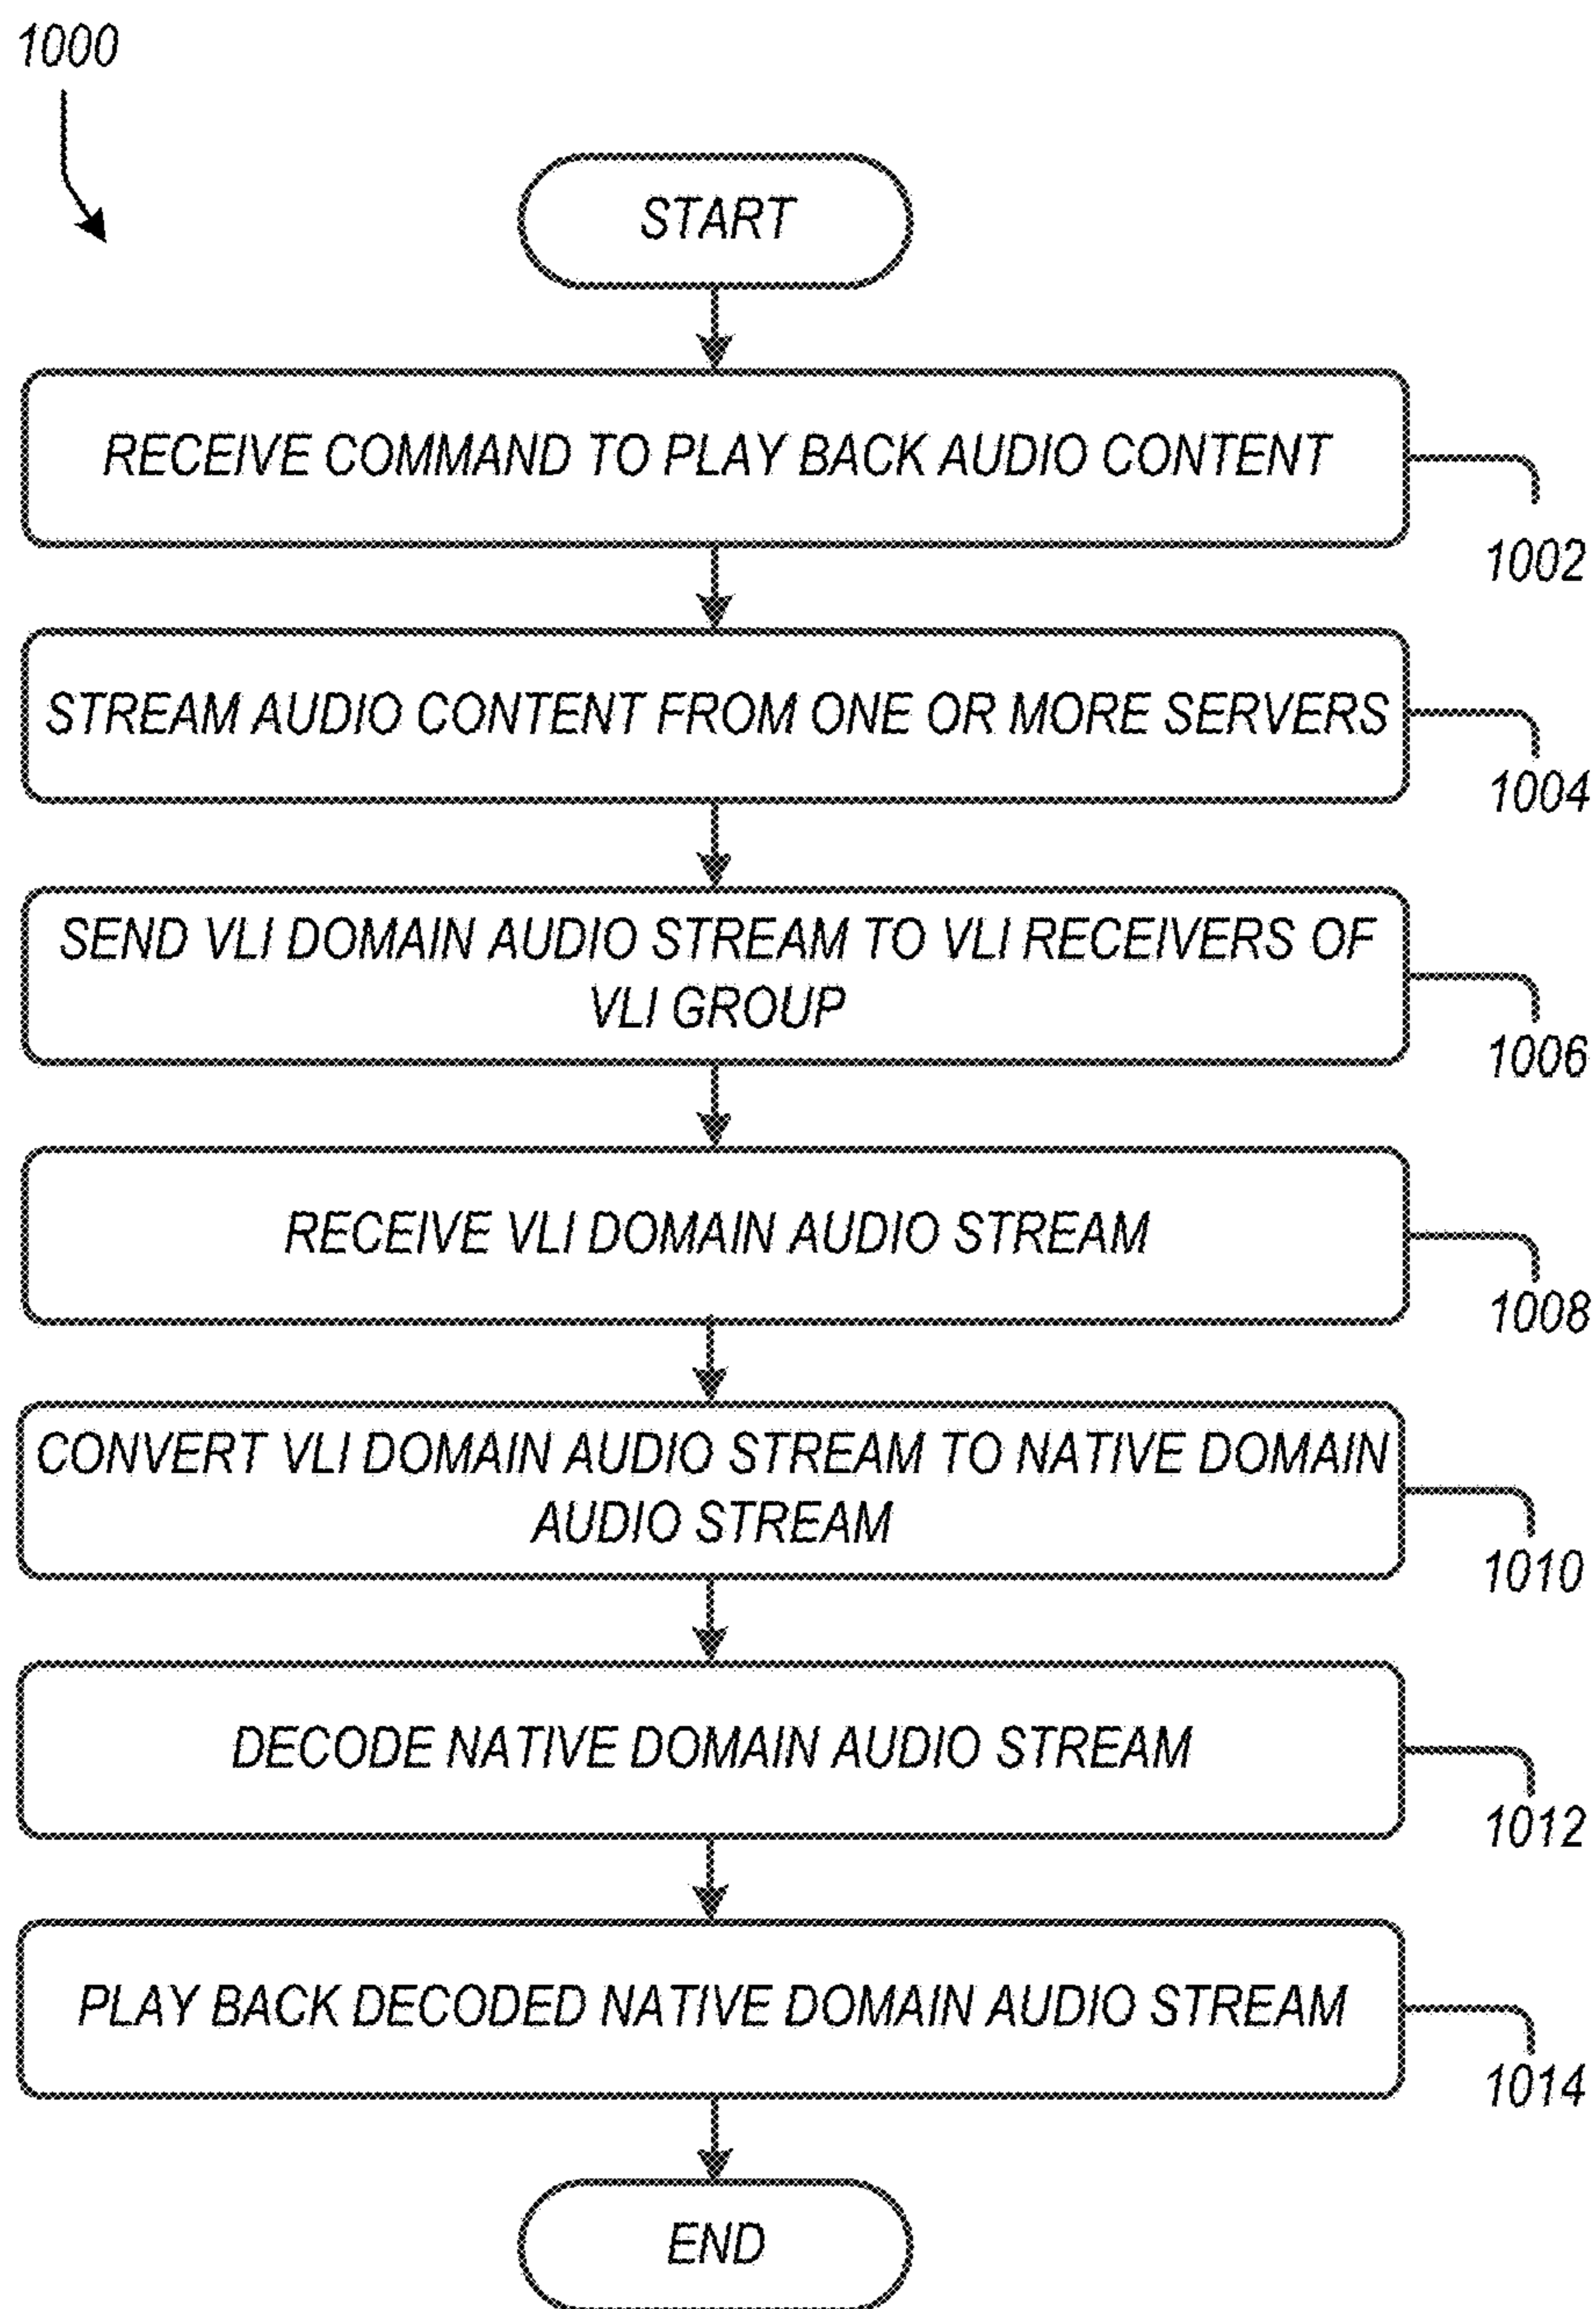 1000
START
RECEIVE COMMAND TO PLAY BACK AUDIO CONTENT
1002
STREAM AUDIO CONTENT FROM ONE OR MORE SERVERS
1004
SEND VLI DOMAIN AUDIO STREAM TO VLI RECEIVERS OF
VLI GROUP
1006
RECEIVE VLI DOMAIN AUDIO STREAM
1008
CONVERT VLI DOMAIN AUDIO STREAM TO NATIVE DOMAIN
AUDIO STREAM
1010
DECODE NATIVE DOMAIN AUDIO STREAM
1012
PLAY BACK DECODED NATIVE DOMAIN AUDIO STREAM
1014
END